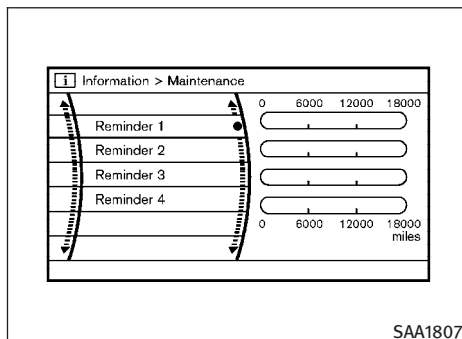 i Information > Maintenance
0 6000 12000 18000
Reminder 1
Reminder 2
Reminder 3
Reminder 4
0 6000 12000 18000
miles
SAA1807